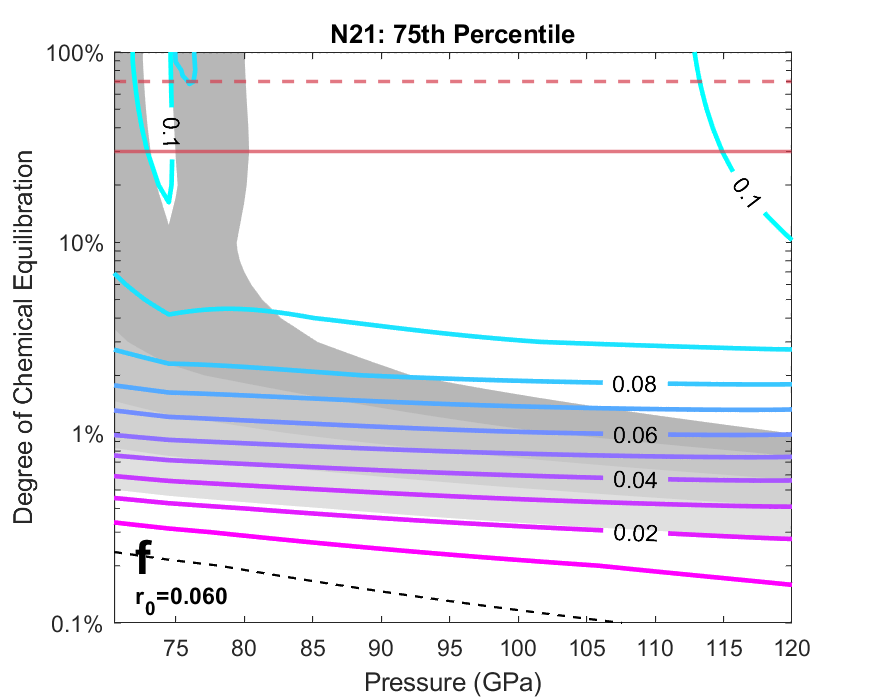 N21: 75th Percentile
100%
10%
1%
0.1%
Degree of Chemical Equilibration
0.1
0.1
0.08
0.06
0.04
0.02
f
r0=0.060
75 80 85 90 95 100 105 110 115 120
Pressure (GPa)